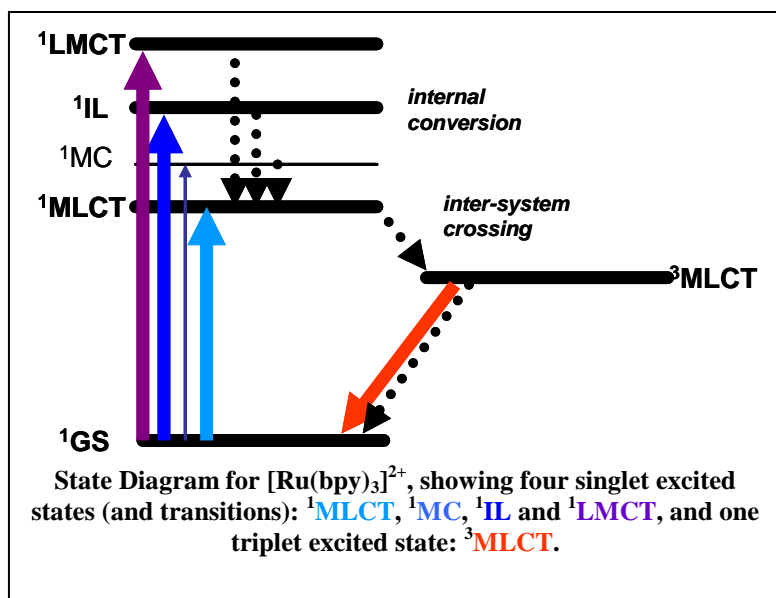 ¹LMCT
¹IL
internal
conversion
¹MC
¹MLCT
inter-system
crossing
³MLCT
¹GS
State Diagram for [Ru(bpy)₃]²⁺, showing four singlet excited
states (and transitions): ¹MLCT, ¹MC, ¹IL and ¹LMCT, and one
triplet excited state: ³MLCT.